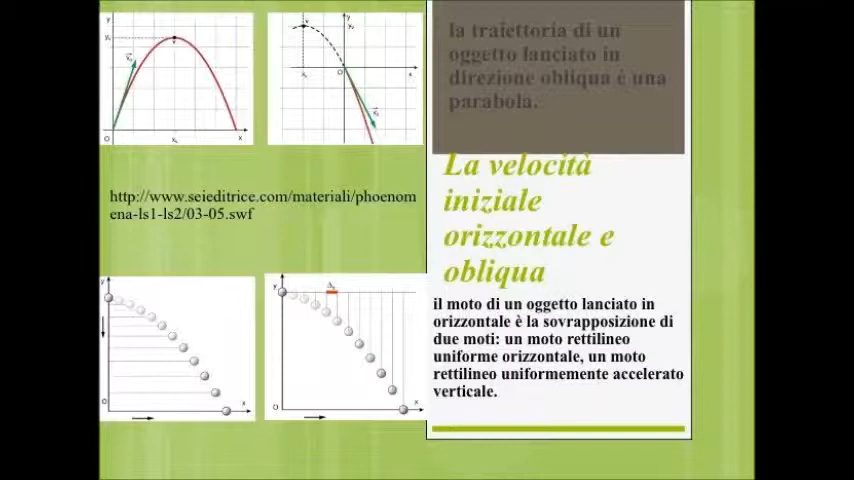 la traiettoria di un
oggetto lanciato in
direzione obliqua è una
parabola.
La velocità
iniziale
orizzontale e
obliqua
http://www.seieditrice.com/materiali/phoenom
ena-ls1-ls2/03-05.swf
il moto di un oggetto lanciato in
orizzontale è la sovrapposizione di
due moti: un moto rettilineo
uniforme orizzontale, un moto
rettilineo uniformemente accelerato
verticale.